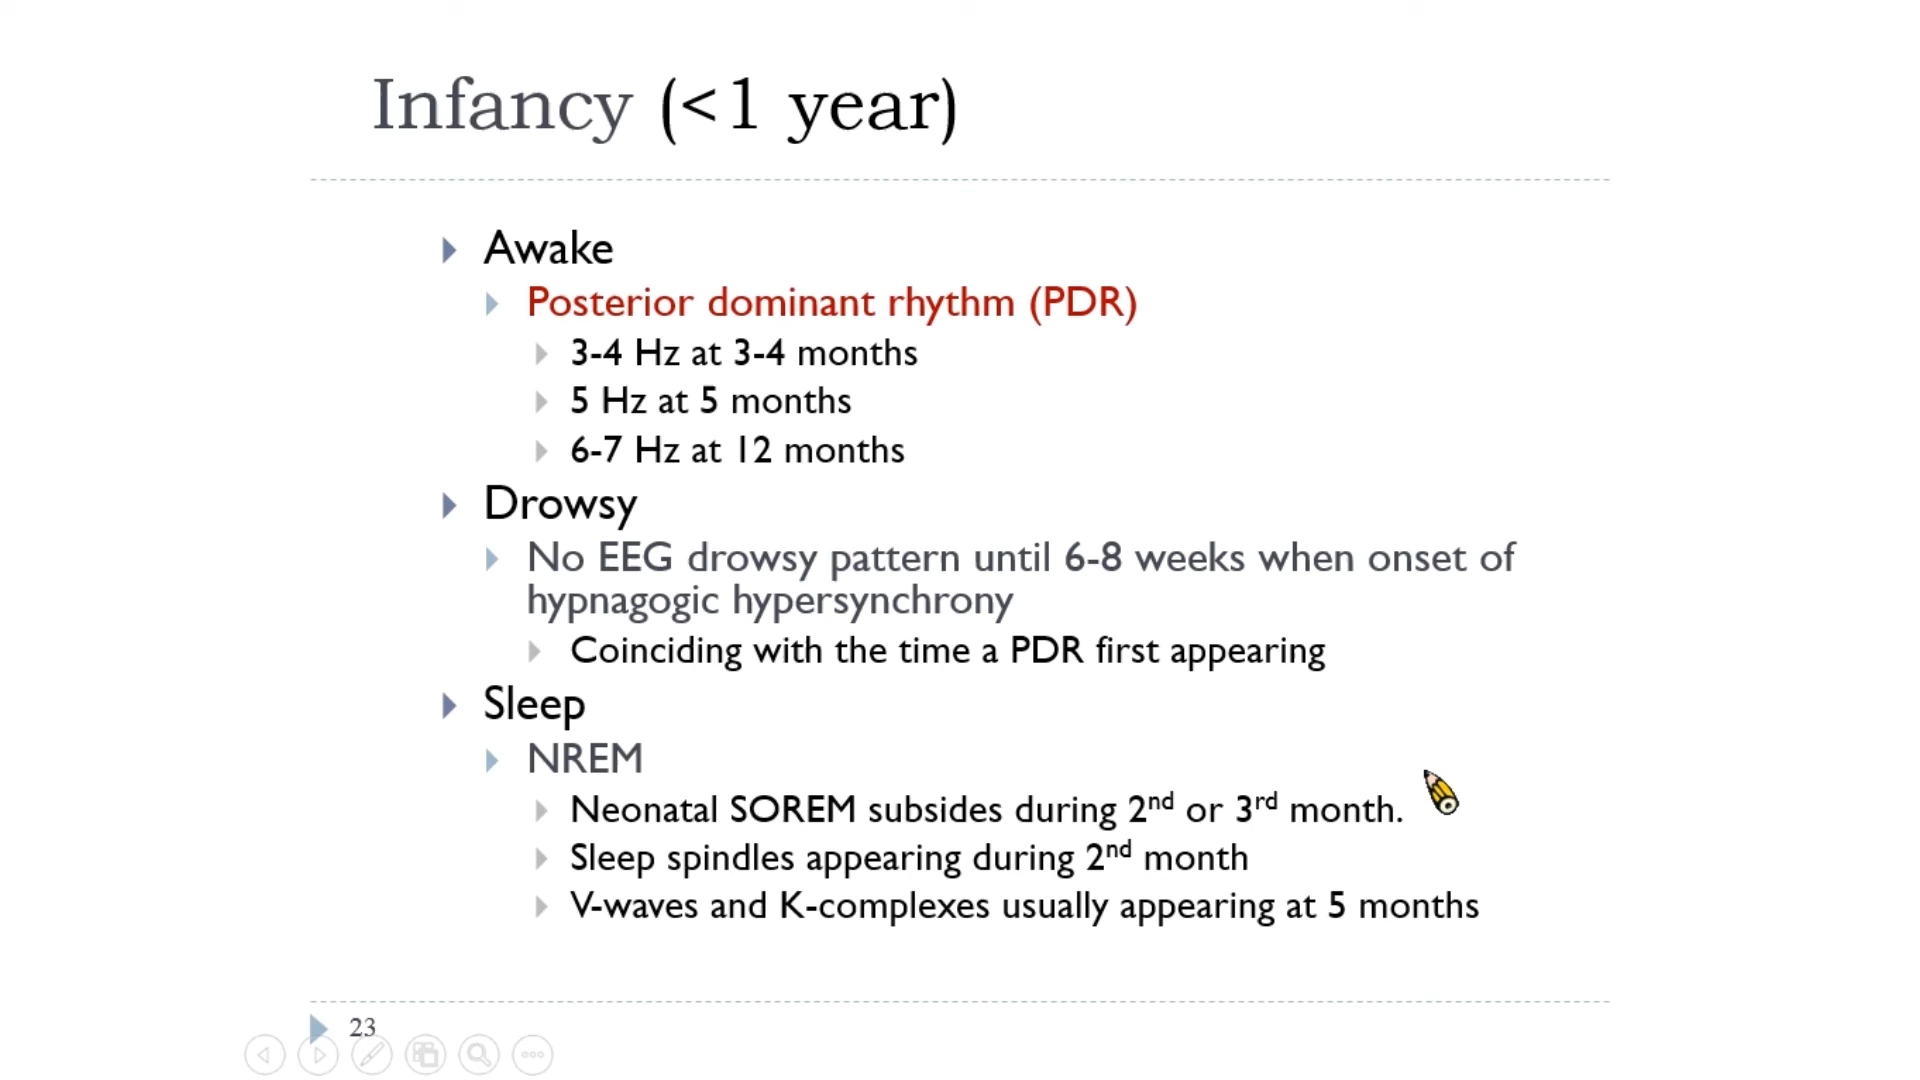 Infancy (<1 year)
Awake
Posterior dominant rhythm (PDR)
3-4 Hz at 3-4 months
5 Hz at 5 months
6-7 Hz at 12 months
Drowsy
No EEG drowsy pattern until 6-8 weeks when onset of
hypnagogic hypersynchrony
Coinciding with the time a PDR first appearing
Sleep
NREM
Neonatal SOREM subsides during 2nd or 3rd month.
Sleep spindles appearing during 2nd month
V-waves and K-complexes usually appearing at 5 months
23